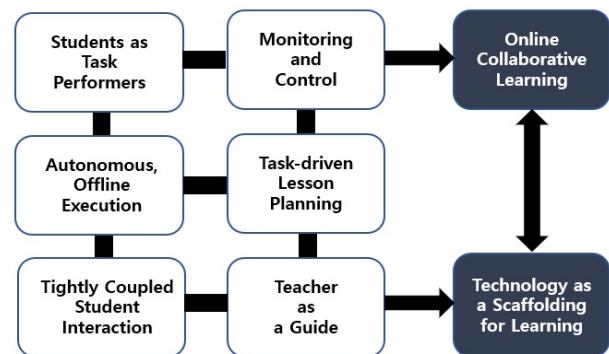 Students as
Task
Performers
Monitoring
and
Control
Online
Collaborative
Learning
Autonomous,
Offline
Execution
Task-driven
Lesson
Planning
Tightly Coupled
Student
Interaction
Teacher
as
a Guide
Technology as
a Scaffolding
for Learning